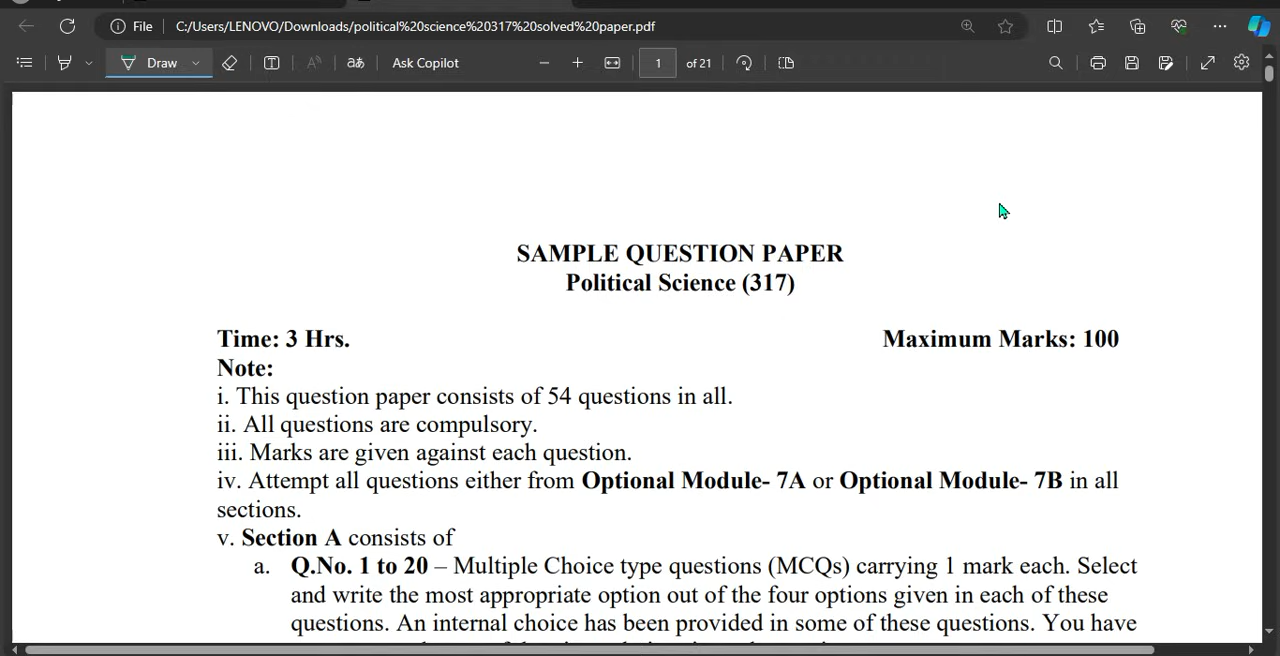 File
C:/Users/LENOVO/Downloads/political%20science%20317%20solved%20paper.pdf
Draw
aあ
Ask Copilot
1 of 21
SAMPLE QUESTION PAPER
Political Science (317)
Time: 3 Hrs. Maximum Marks: 100
Note:
i. This question paper consists of 54 questions in all.
ii. All questions are compulsory.
iii. Marks are given against each question.
iv. Attempt all questions either from Optional Module- 7A or Optional Module- 7B in all
sections.
v. Section A consists of
a. Q.No. 1 to 20 – Multiple Choice type questions (MCQs) carrying 1 mark each. Select
and write the most appropriate option out of the four options given in each of these
questions. An internal choice has been provided in some of these questions. You have